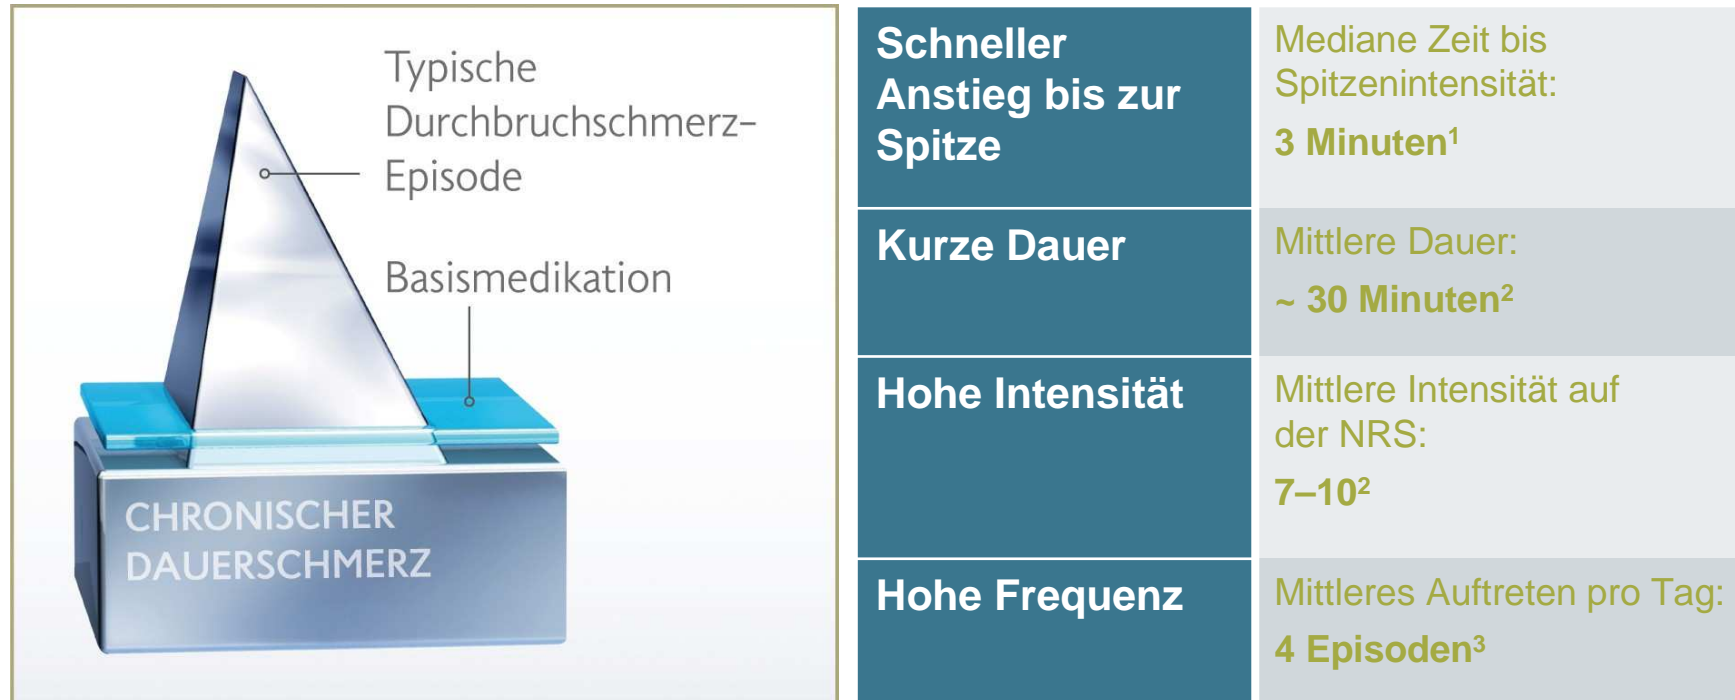 Typische
Durchbruchschmerz-
Episode
Basismedikation
CHRONISCHER
DAUERSCHMERZ
Schneller
Anstieg bis zur
Spitze
Mediane Zeit bis
Spitzenintensität:
3 Minuten¹
Kurze Dauer
Mittlere Dauer:
~ 30 Minuten²
Hohe Intensität
Mittlere Intensität auf
der NRS:
7–10²
Hohe Frequenz
Mittleres Auftreten pro Tag:
4 Episoden³